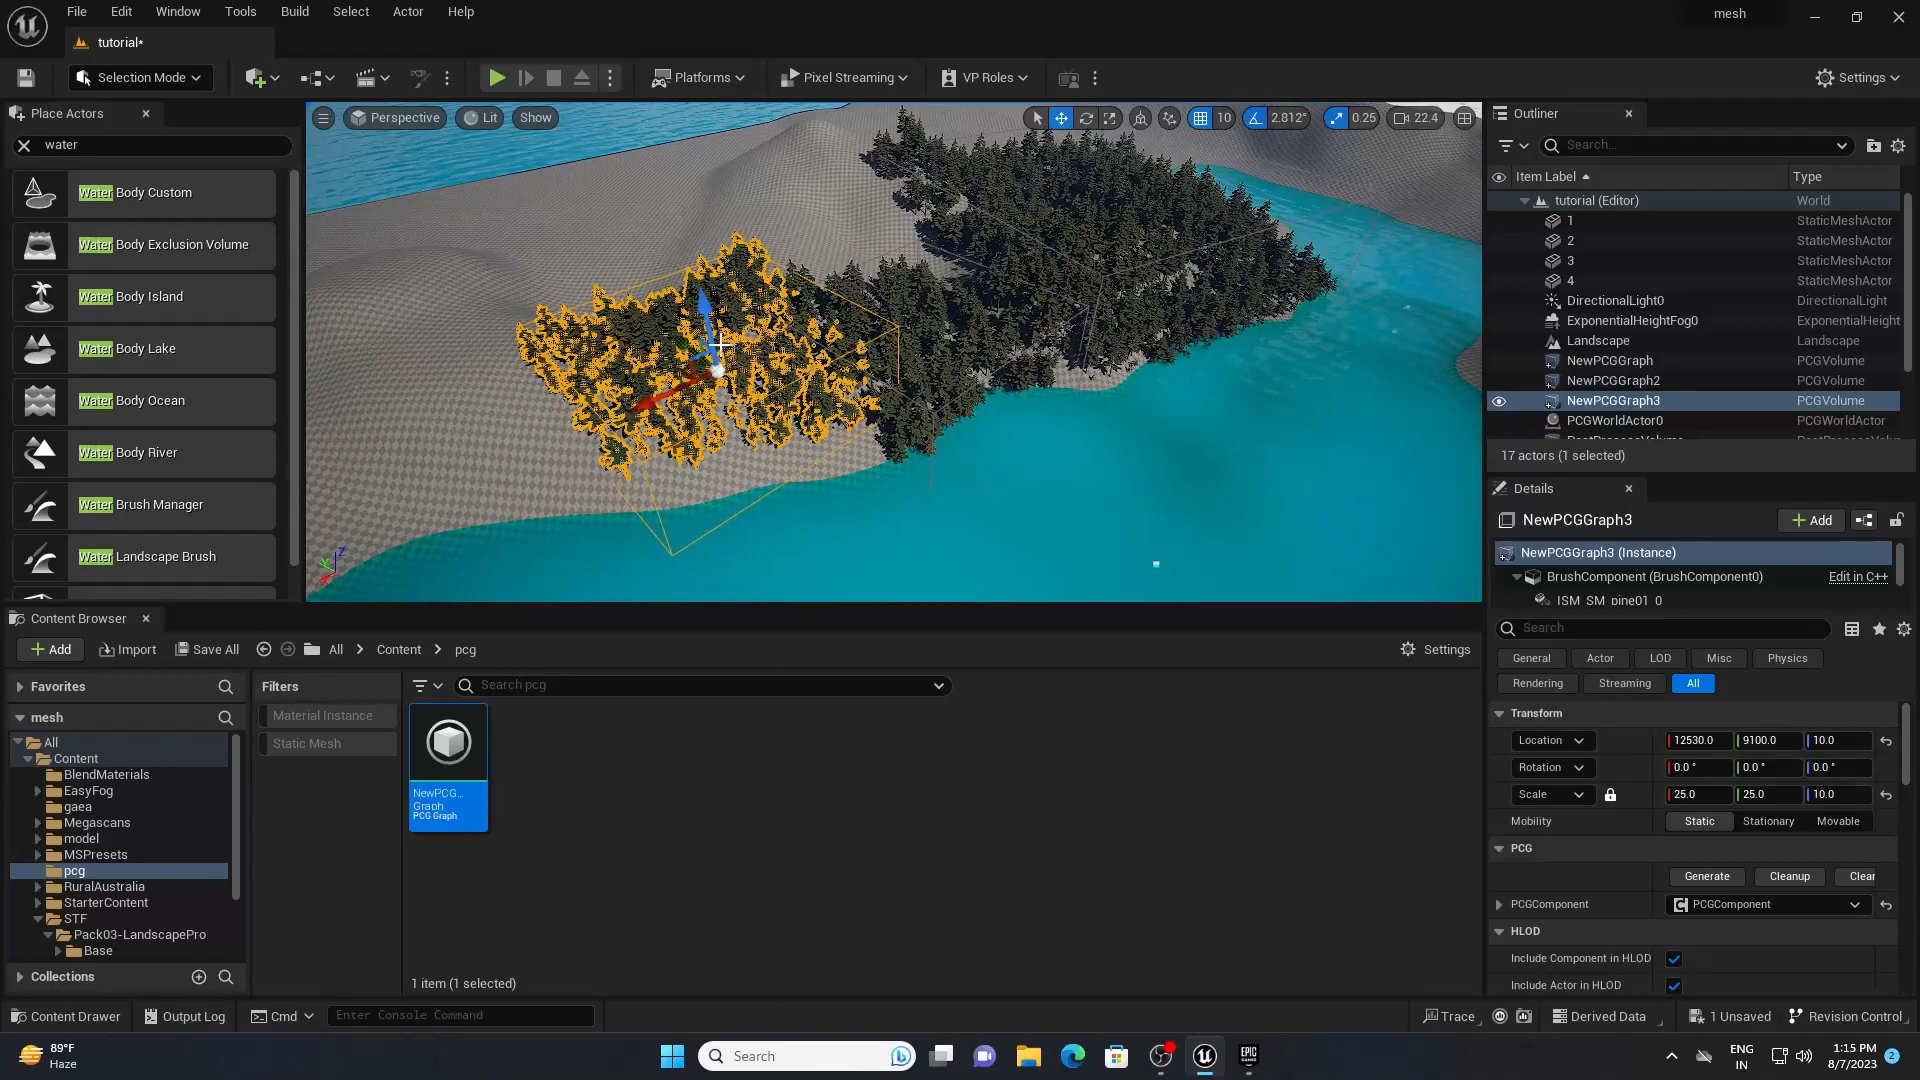 File Edit Window Tools Build Select Actor Help
mesh
tutorial*
Selection Mode
Platforms
Pixel Streaming
VP Roles
Settings
Place Actors
water
Water Body Custom
Water Body Exclusion Volume
Water Body Island
Water Body Lake
Water Body Ocean
Water Body River
Water Brush Manager
Water Landscape Brush
Perspective
Lit
Show
10
2.812°
0.25
22.4
Outliner
Search...
Item Label
Type
tutorial (Editor) World
1 StaticMeshActor
2 StaticMeshActor
3 StaticMeshActor
4 StaticMeshActor
DirectionalLight0 DirectionalLight
ExponentialHeightFog0 ExponentialHeight
Landscape Landscape
NewPCGGraph PCGVolume
NewPCGGraph2 PCGVolume
NewPCGGraph3 PCGVolume
PCGWorldActor0 PCGWorldActor
17 actors (1 selected)
Details
NewPCGGraph3
Add
NewPCGGraph3 (Instance)
BrushComponent (BrushComponent0) Edit in C++
ISM_SM_pine01_0
Search
General Actor LOD Misc Physics
Rendering Streaming All
Transform
Location 12530.0 9100.0 10.0
Rotation 0.0 ° 0.0 ° 0.0 °
Scale 25.0 25.0 10.0
Mobility Static Stationary Movable
PCG
Generate Cleanup Clear
PCGComponent PCGComponent
HLOD
Include Component in HLOD
Include Actor in HLOD
Content Browser
Add Import Save All All > Content > pcg Settings
Favorites
mesh
All
Content
BlendMaterials
EasyFog
gaea
Megascans
model
MSPresets
pcg
RuralAustralia
StarterContent
STF
Pack03-LandscapePro
Base
Collections
Filters
Material Instance
Static Mesh
Search pcg
NewPCG...
Graph
PCG Graph
1 item (1 selected)
Content Drawer Output Log Cmd Enter Console Command Trace Derived Data 1 Unsaved Revision Control
89°F
Haze
Search
EPIC
GAMES
ENG
IN
1:15 PM
8/7/2023
2
Z
Y
X